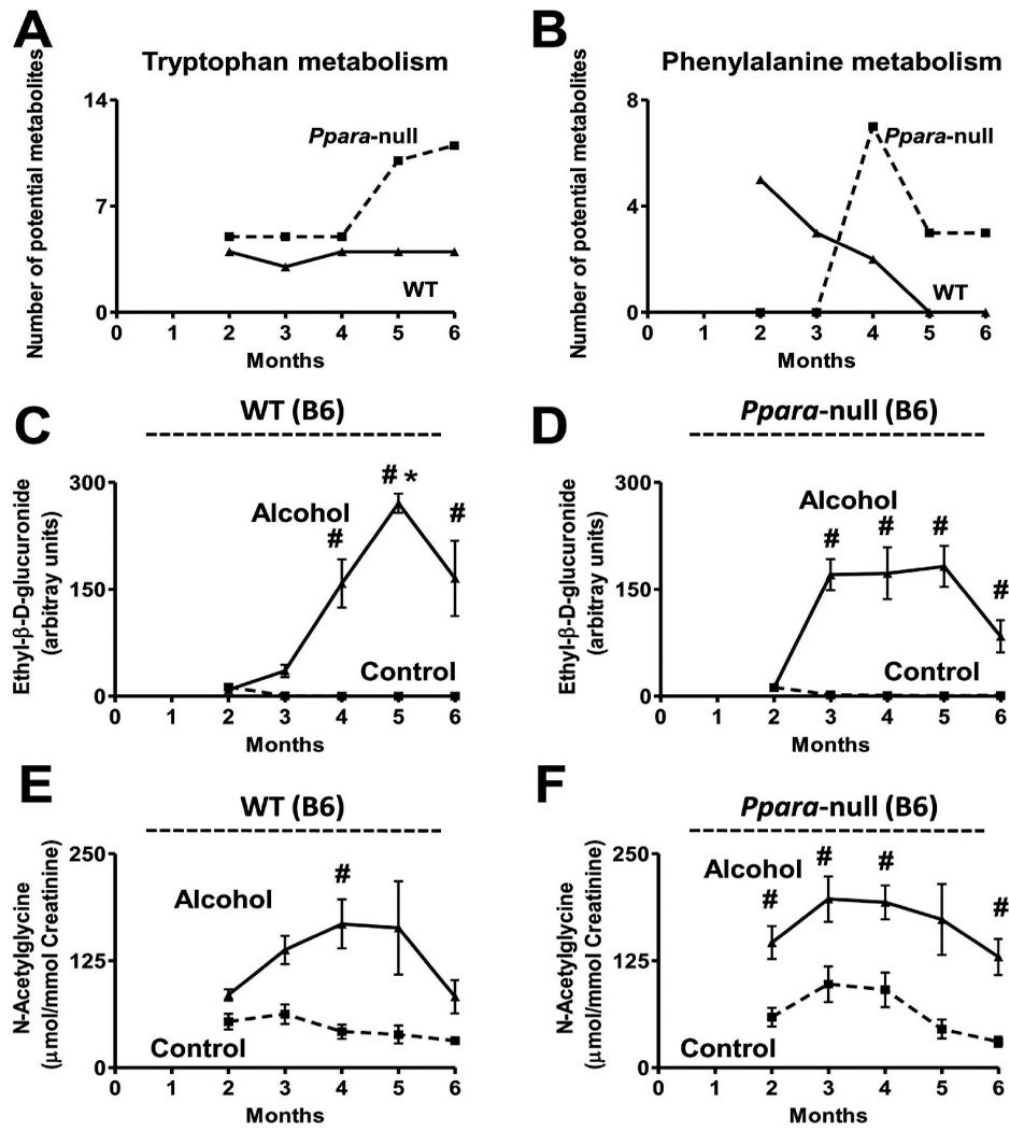 A
Tryptophan metabolism
Number of potential metabolites
14
7
0
Ppara-null
WT
0 1 2 3 4 5 6
Months
B
Phenylalanine metabolism
Number of potential metabolites
8
4
0
Ppara-null
WT
0 1 2 3 4 5 6
Months
C
WT (B6)
Ethyl-β-D-glucuronide
(arbitray units)
300
150
0
# *
Alcohol
#
#
Control
0 1 2 3 4 5 6
Months
D
Ppara-null (B6)
Ethyl-β-D-glucuronide
(arbitray units)
300
150
0
Alcohol
# # #
#
Control
0 1 2 3 4 5 6
Months
E
WT (B6)
N-Acetylglycine
(μmol/mmol Creatinine)
250
125
0
#
Alcohol
Control
0 1 2 3 4 5 6
Months
F
Ppara-null (B6)
N-Acetylglycine
(μmol/mmol Creatinine)
250
125
0
Alcohol # #
# #
Control
0 1 2 3 4 5 6
Months